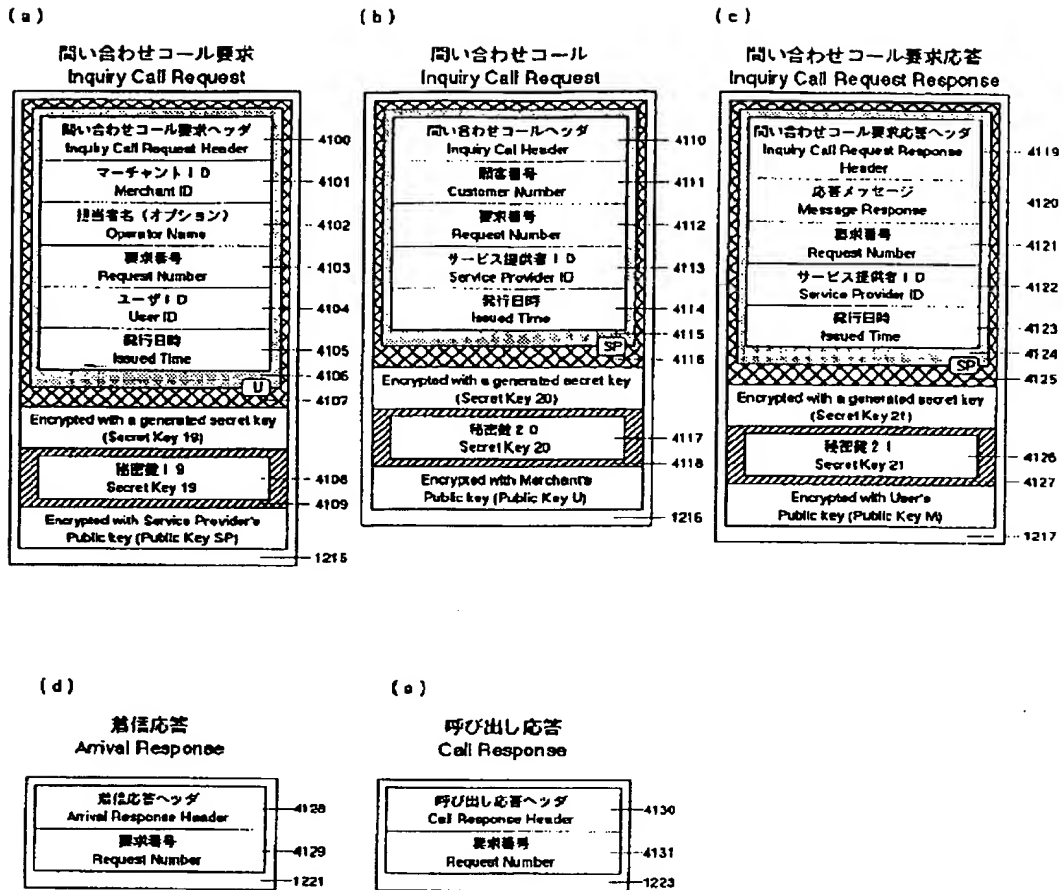 (a)
問い合わせコール要求
Inquiry Call Request
問い合わせコール要求ヘッダ
Inquiry Call Request Header
4100
マーチャントID
Merchant ID
4101
担当者名(オプション)
Operator Name
4102
要求番号
Request Number
4103
ユーザID
User ID
4104
発行日時
Issued Time
4105
4106
U
4107
Encrypted with a generated secret key
(Secret Key 19)
秘密鍵19
Secret Key 19
4108
4109
Encrypted with Service Provider's
Public key (Public Key SP)
1215
(b)
問い合わせコール
Inquiry Call Request
問い合わせコールヘッダ
Inquiry Cal Header
4110
顧客番号
Customer Number
4111
要求番号
Request Number
4112
サービス提供者ID
Service Provider ID
4113
発行日時
Issued Time
4114
4115
SP
4116
Encrypted with a generated secret key
(Secret Key 20)
秘密鍵20
Secret Key 20
4117
4118
Encrypted with Merchant's
Public key (Public Key U)
1216
(c)
問い合わせコール要求応答
Inquiry Call Request Response
問い合わせコール要求応答ヘッダ
Inquiry Call Request Response
Header
4119
応答メッセージ
Message Response
4120
要求番号
Request Number
4121
サービス提供者ID
Service Provider ID
4122
発行日時
Issued Time
4123
4124
SP
4125
Encrypted with a generated secret key
(Secret Key 21)
秘密鍵21
Secret Key 21
4126
4127
Encrypted with User's
Public key (Public Key M)
1217
(d)
着信応答
Arrival Response
着信応答ヘッダ
Arrival Response Header
4128
要求番号
Request Number
4129
1221
(e)
呼び出し応答
Call Response
呼び出し応答ヘッダ
Call Response Header
4130
要求番号
Request Number
4131
1223